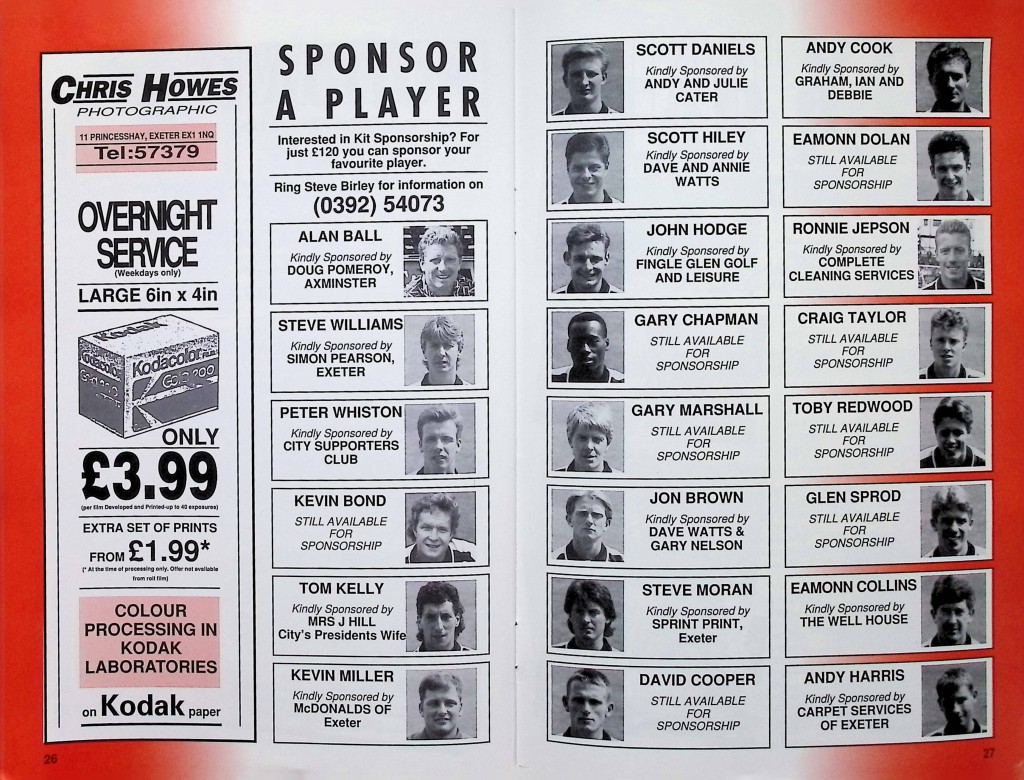 CHRIS HOWES
PHOTOGRAPHIC
11 PRINCESSHAY, EXETER EX1 1NQ
Tel:57379
OVERNIGHT
SERVICE
(Weekdays only)
LARGE 6in x 4in
Kodak
Kodacolor
Gold 200
ONLY
£3.99
(per film Developed and Printed-up to 40 exposures)
EXTRA SET OF PRINTS
FROM £1.99*
(* At the time of processing only. Offer not available
from roll film)
COLOUR
PROCESSING IN
KODAK
LABORATORIES
on Kodak paper
26
SPONSOR
A PLAYER
Interested in Kit Sponsorship? For
just £120 you can sponsor your
favourite player.
Ring Steve Birley for information on
(0392) 54073
ALAN BALL
Kindly Sponsored by
DOUG POMEROY,
AXMINSTER
STEVE WILLIAMS
Kindly Sponsored by
SIMON PEARSON,
EXETER
PETER WHISTON
Kindly Sponsored by
CITY SUPPORTERS
CLUB
KEVIN BOND
STILL AVAILABLE
FOR
SPONSORSHIP
TOM KELLY
Kindly Sponsored by
MRS J HILL
City's Presidents Wife
KEVIN MILLER
Kindly Sponsored by
McDONALDS OF
Exeter
SCOTT DANIELS
Kindly Sponsored by
ANDY AND JULIE
CATER
SCOTT HILEY
Kindly Sponsored by
DAVE AND ANNIE
WATTS
JOHN HODGE
Kindly Sponsored by
FINGLE GLEN GOLF
AND LEISURE
GARY CHAPMAN
STILL AVAILABLE
FOR
SPONSORSHIP
GARY MARSHALL
STILL AVAILABLE
FOR
SPONSORSHIP
JON BROWN
Kindly Sponsored by
DAVE WATTS &
GARY NELSON
STEVE MORAN
Kindly Sponsored by
SPRINT PRINT,
Exeter
DAVID COOPER
STILL AVAILABLE
FOR
SPONSORSHIP
ANDY COOK
Kindly Sponsored by
GRAHAM, IAN AND
DEBBIE
EAMONN DOLAN
STILL AVAILABLE
FOR
SPONSORSHIP
RONNIE JEPSON
Kindly Sponsored by
COMPLETE
CLEANING SERVICES
CRAIG TAYLOR
STILL AVAILABLE
FOR
SPONSORSHIP
TOBY REDWOOD
STILL AVAILABLE
FOR
SPONSORSHIP
GLEN SPROD
STILL AVAILABLE
FOR
SPONSORSHIP
EAMONN COLLINS
Kindly Sponsored by
THE WELL HOUSE
ANDY HARRIS
Kindly Sponsored by
CARPET SERVICES
OF EXETER
27